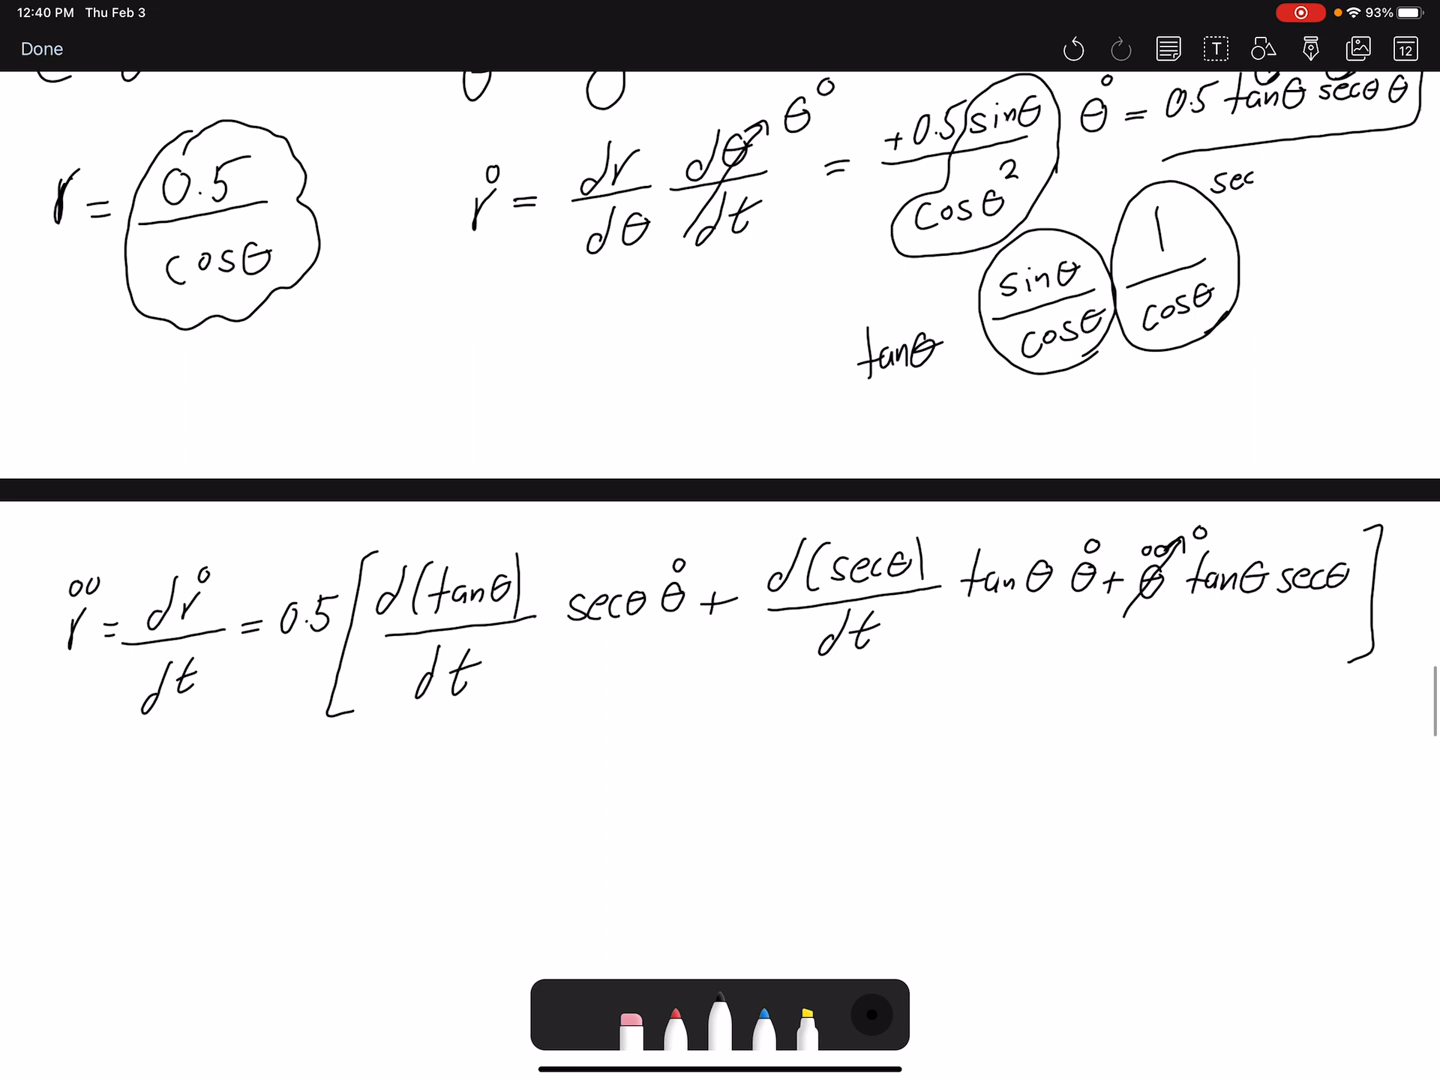 12:40 PM Thu Feb 3 93%
Done T 12
r = 0.5 / cosθ
ṙ = dr/dθ dθ/dt θ̇ = +0.5 sinθ / cosθ² θ̇ = 0.5 tanθ secθ θ̇
sec
tanθ sinθ/cosθ 1/cosθ
r̈ = dṙ/dt = 0.5 [ d(tanθ)/dt secθ θ̇ + d(secθ)/dt tanθ θ̇ + θ̈ 0 tanθ secθ ]